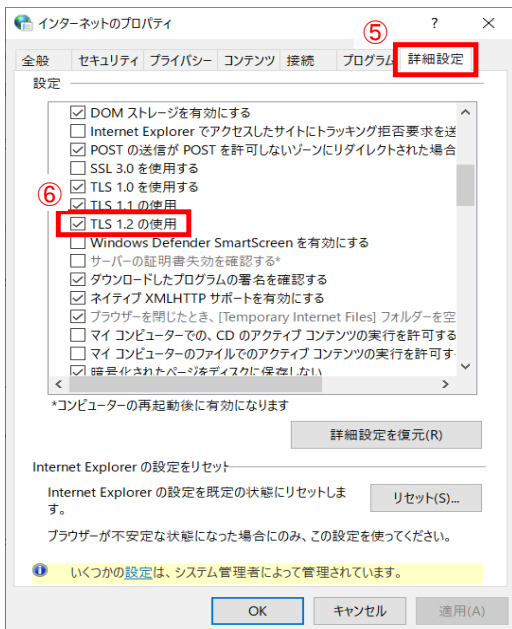 インターネットのプロパティ
?
⑤
全般 セキュリティ プライバシー コンテンツ 接続 プログラム 詳細設定
設定
DOM ストレージを有効にする
Internet Explorer でアクセスしたサイトにトラッキング拒否要求を送
POST の送信が POST を許可しないゾーンにリダイレクトされた場合
SSL 3.0 を使用する
⑥
TLS 1.0 を使用する
TLS 1.1 の使用
TLS 1.2 の使用
Windows Defender SmartScreen を有効にする
サーバーの証明書失効を確認する*
ダウンロードしたプログラムの署名を確認する
ネイティブ XMLHTTP サポートを有効にする
ブラウザーを閉じたとき、[Temporary Internet Files] フォルダーを空
マイ コンピューターでの、CD のアクティブ コンテンツの実行を許可する
マイ コンピューターのファイルでのアクティブ コンテンツの実行を許可す
暗号化されたページをディスクに保存しない
*コンピューターの再起動後に有効になります
詳細設定を復元(R)
Internet Explorer の設定をリセット
Internet Explorer の設定を既定の状態にリセットしま
す。
リセット(S)...
ブラウザーが不安定な状態になった場合にのみ、この設定を使ってください。
いくつかの設定は、システム管理者によって管理されています。
OK キャンセル 適用(A)